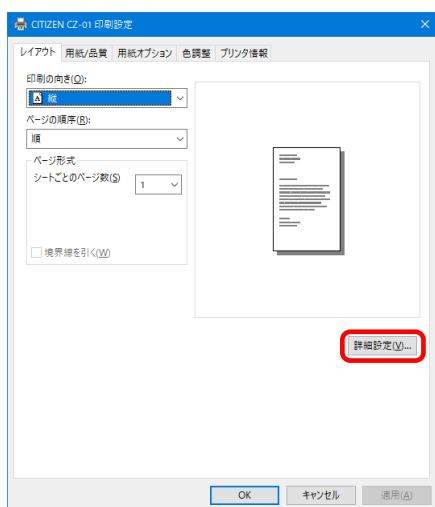 CITIZEN CZ-01 印刷設定
レイアウト 用紙/品質 用紙オプション 色調整 プリンタ情報
印刷の向き(O):
A 縦
ページの順序(R):
順
ページ形式
シートごとのページ数(S) 1
境界線を引く(W)
詳細設定(V)...
OK キャンセル 適用(A)